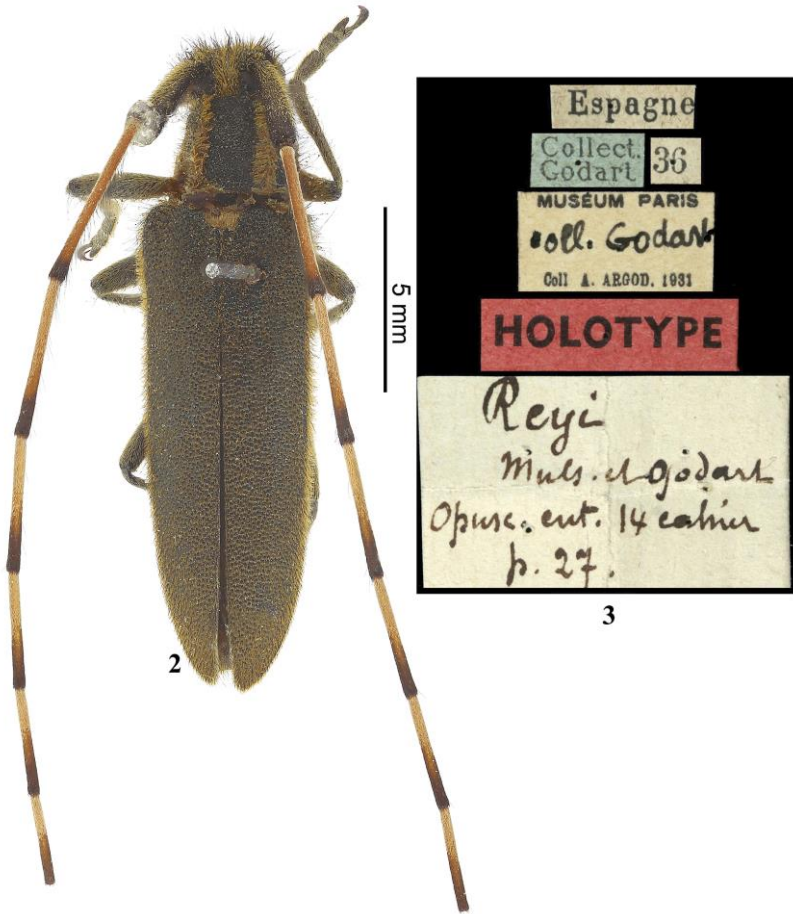 Espagne
Collect.
Godart
36
MUSÉUM PARIS
coll. Godart
Coll A. ARGOD. 1931
HOLOTYPE
Reyi
Muls. et Godart
Opusc. ent. 14 cahier
p. 27.
5 mm
2
3